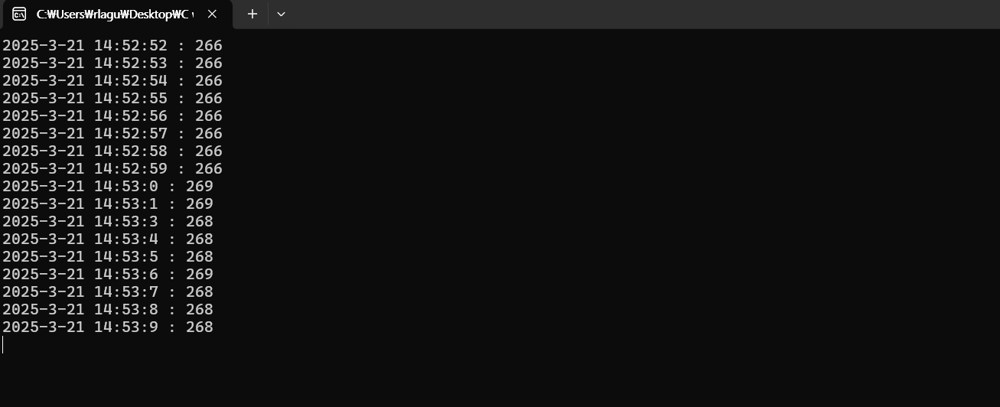 C:₩Users₩rlagu₩Desktop₩C
2025-3-21 14:52:52 : 266
2025-3-21 14:52:53 : 266
2025-3-21 14:52:54 : 266
2025-3-21 14:52:55 : 266
2025-3-21 14:52:56 : 266
2025-3-21 14:52:57 : 266
2025-3-21 14:52:58 : 266
2025-3-21 14:52:59 : 266
2025-3-21 14:53:0 : 269
2025-3-21 14:53:1 : 269
2025-3-21 14:53:3 : 268
2025-3-21 14:53:4 : 268
2025-3-21 14:53:5 : 268
2025-3-21 14:53:6 : 269
2025-3-21 14:53:7 : 268
2025-3-21 14:53:8 : 268
2025-3-21 14:53:9 : 268